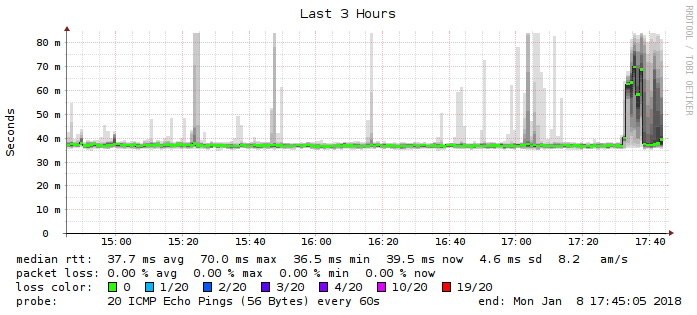 Last 3 Hours
RRDTOOL / TOBI OETIKER
Seconds
80 m
70 m
60 m
50 m
40 m
30 m
20 m
10 m
0
15:00 15:20 15:40 16:00 16:20 16:40 17:00 17:20 17:40
median rtt: 37.7 ms avg 70.0 ms max 36.5 ms min 39.5 ms now 4.6 ms sd 8.2 am/s
packet loss: 0.00 % avg 0.00 % max 0.00 % min 0.00 % now
loss color: 0 1/20 2/20 3/20 4/20 10/20 19/20
probe: 20 ICMP Echo Pings (56 Bytes) every 60s end: Mon Jan 8 17:45:05 2018